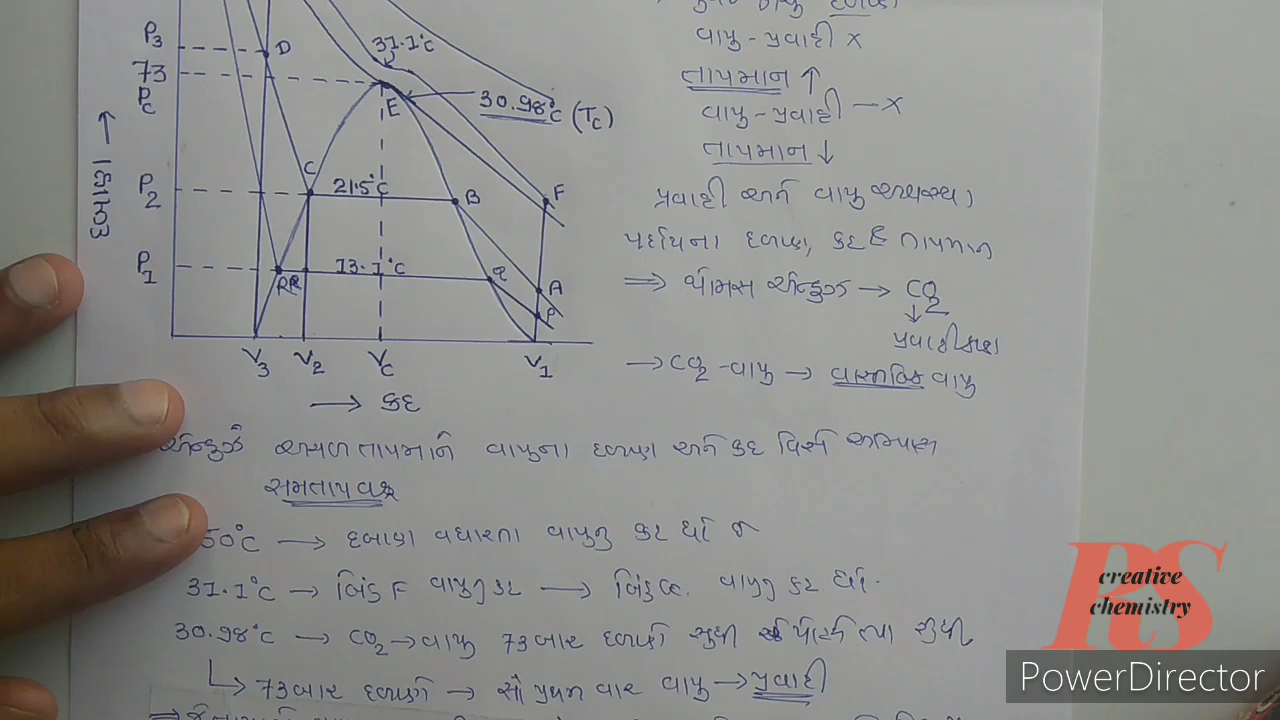 P3
D
73
Pc
31.1°C
E
30.98°C (Tc)
P2
C
21.5°C
B
F
P1
13.1°C
A
P
V3 V2 Vc V1
→ કદ
દબાણ
વાયુ - પ્રવાહી x
તાપમાન ↑
વાયુ - પ્રવાહી — x
તાપમાન ↓
પ્રવાહી અને વાયુ અવસ્થા
દબાણ, કદ તાપમાન
⇒ થોમસ એન્ડ્રુઝ → CO2
↓
પ્રવાહીકરણ
→ CO2 - વાયુ → વાસ્તવિક વાયુ
એન્ડ્રુઝે અચળ તાપમાને વાયુના દબાણ અને કદ વિશે અભ્યાસ
સમતાપ વક્ર
50°C → દબાણ વધારતા વાયુનુ કદ ઘટે જ
31.1°C → બિંદુ F વાયુનુ કદ → બિંદુ વાયુનુ કદ ઘટે.
30.98°C → CO2 → વાયુ 73 બાર દબાણ સુધી ત્યા સુધી
↳ 73 બાર દબાણે → સૌ પ્રથમ વાર વાયુ → પ્રવાહી
RS
creative
chemistry
PowerDirector